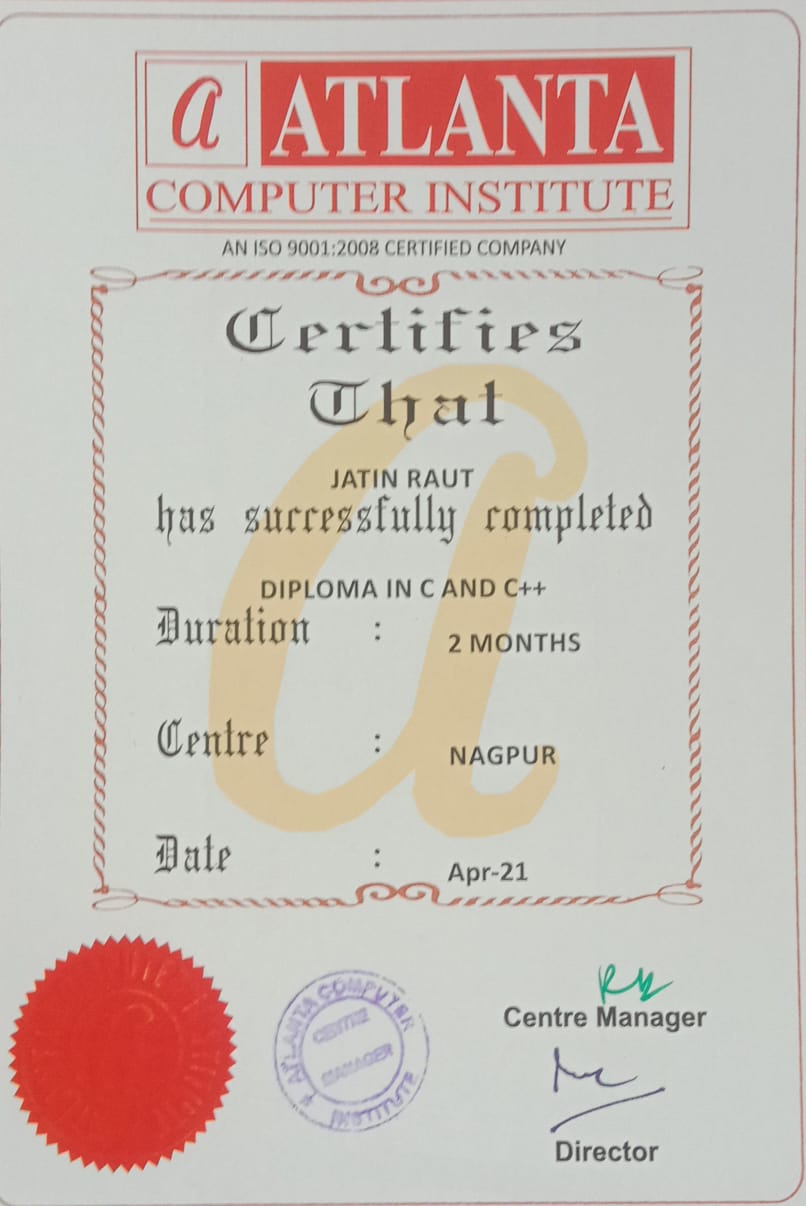 a ATLANTA
COMPUTER INSTITUTE
AN ISO 9001:2008 CERTIFIED COMPANY
Certifies
That
JATIN RAUT
has successfully completed
DIPLOMA IN C AND C++
Duration : 2 MONTHS
Centre : NAGPUR
Date : Apr-21
ATLANTA COMPUTER
CENTRE
MANAGER
INSTITUTE
Centre Manager
Director